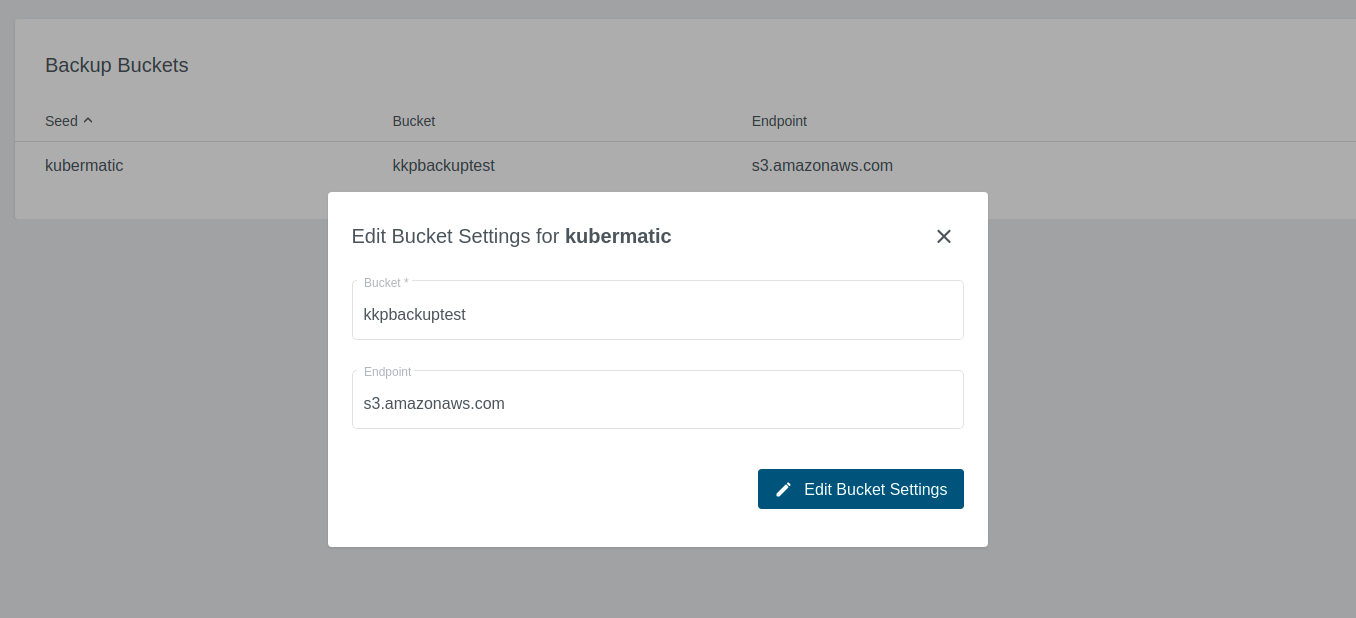 Backup Buckets
Seed Bucket Endpoint
kubermatic kkpbackuptest s3.amazonaws.com
Edit Bucket Settings for kubermatic
Bucket *
kkpbackuptest
Endpoint
s3.amazonaws.com
Edit Bucket Settings